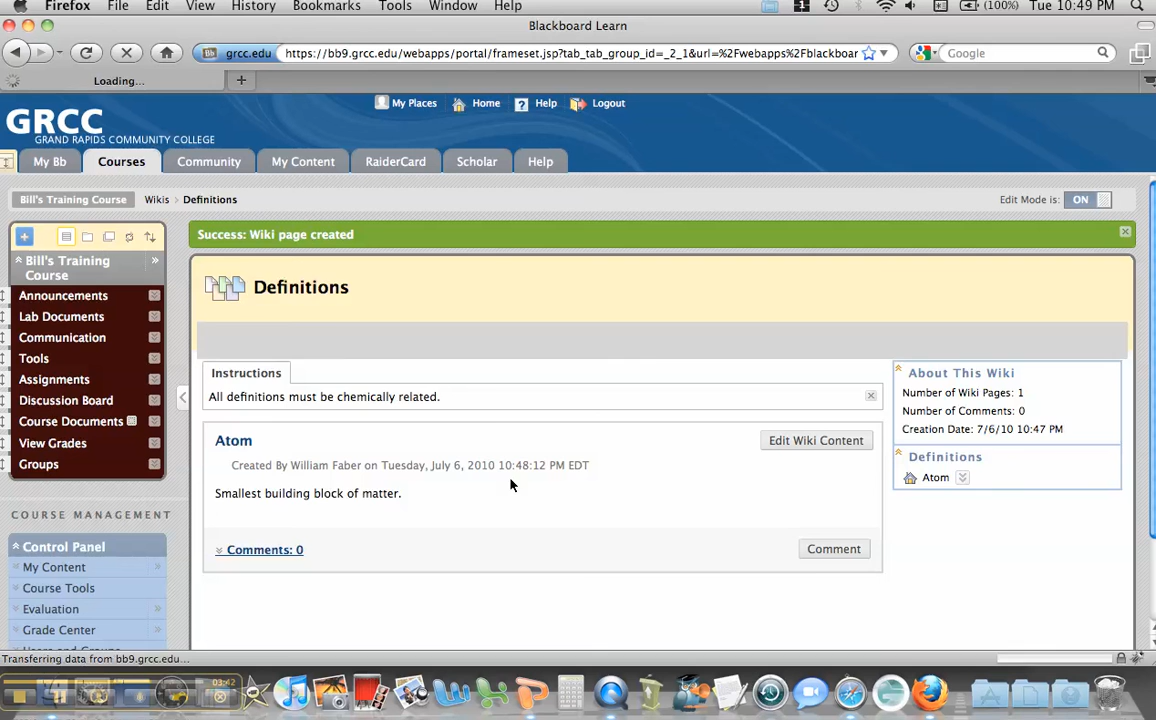 Firefox File Edit View History Bookmarks Tools Window Help (100%) Tue 10:49 PM
Blackboard Learn
Bb grcc.edu https://bb9.grcc.edu/webapps/portal/frameset.jsp?tab_tab_group_id=_2_1&url=%2Fwebapps%2Fblackboar Google
Loading...
My Places Home Help Logout
GRCC
GRAND RAPIDS COMMUNITY COLLEGE
My Bb Courses Community My Content RaiderCard Scholar Help
Bill's Training Course Wikis > Definitions Edit Mode is: ON
Success: Wiki page created
Bill's Training
Course
Announcements
Lab Documents
Communication
Tools
Assignments
Discussion Board
Course Documents
View Grades
Groups
COURSE MANAGEMENT
Control Panel
My Content
Course Tools
Evaluation
Grade Center
Definitions
Instructions
All definitions must be chemically related.
Atom Edit Wiki Content
Created By William Faber on Tuesday, July 6, 2010 10:48:12 PM EDT
Smallest building block of matter.
Comments: 0 Comment
About This Wiki
Number of Wiki Pages: 1
Number of Comments: 0
Creation Date: 7/6/10 10:47 PM
Definitions
Atom
Transferring data from bb9.grcc.edu...
03:42